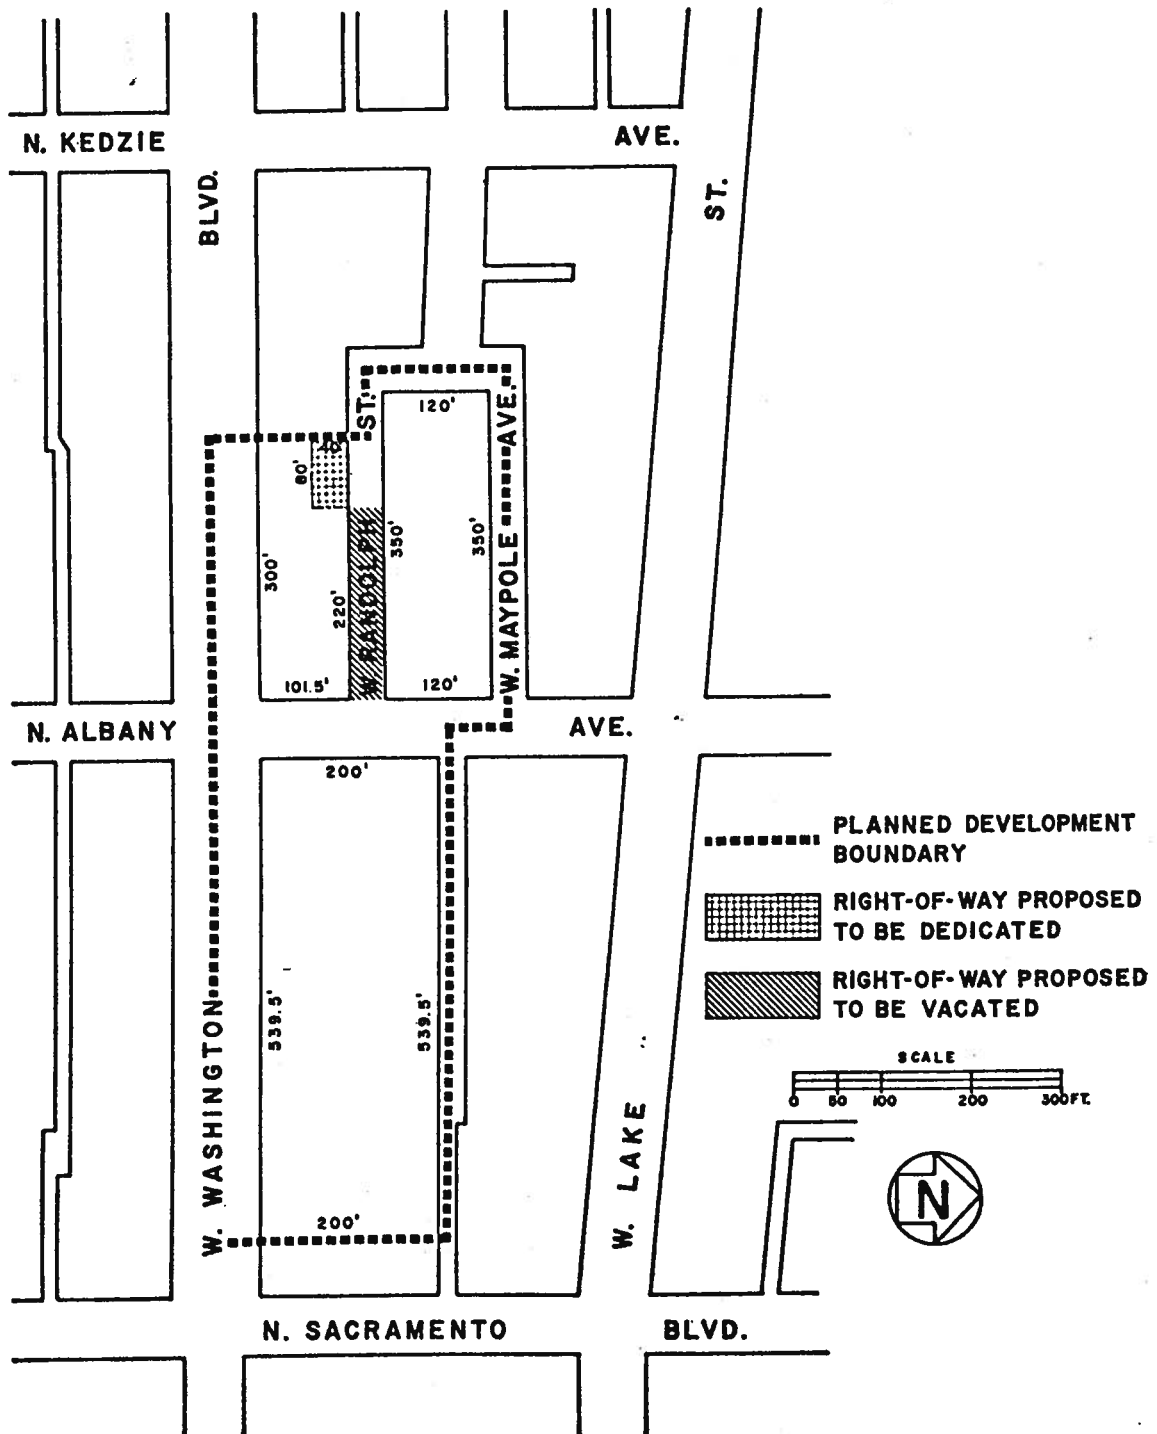 N. KEDZIE AVE.
BLVD.
ST.
ST.
120'
AVE.
40'
80'
300'
220'
W. RANDOLPH
350'
350'
W. MAYPOLE
101.5'
120'
N. ALBANY AVE.
200'
539.5'
539.5'
W. WASHINGTON
200'
W. LAKE
N. SACRAMENTO BLVD.
PLANNED DEVELOPMENT
BOUNDARY
RIGHT-OF-WAY PROPOSED
TO BE DEDICATED
RIGHT-OF-WAY PROPOSED
TO BE VACATED
SCALE
0 50 100 200 300FT.
N